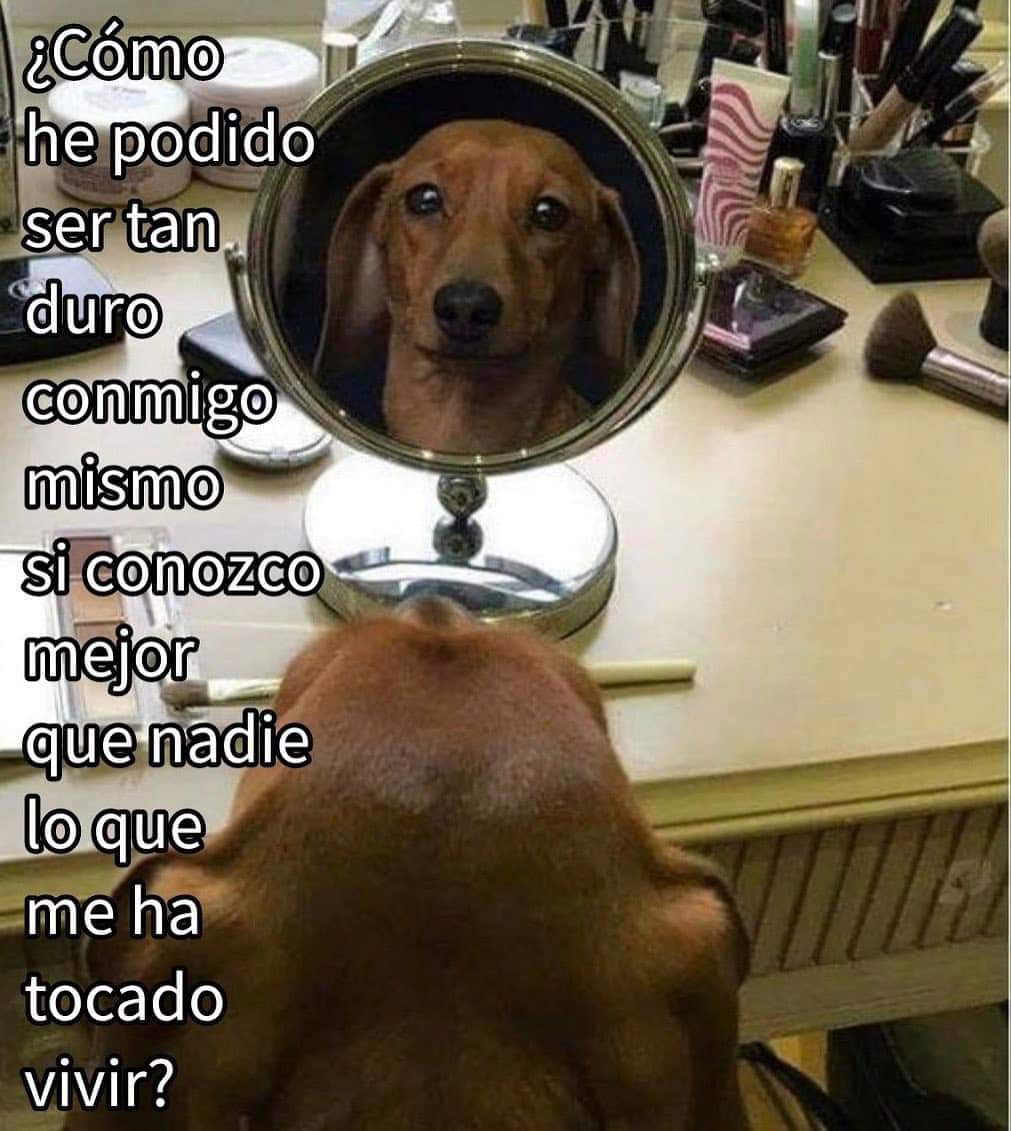 ¿Cómo
he podido
ser tan
duro
conmigo
mismo
si conozco
mejor
que nadie
lo que
me ha
tocado
vivir?